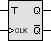 T Q
>CLK Q̅